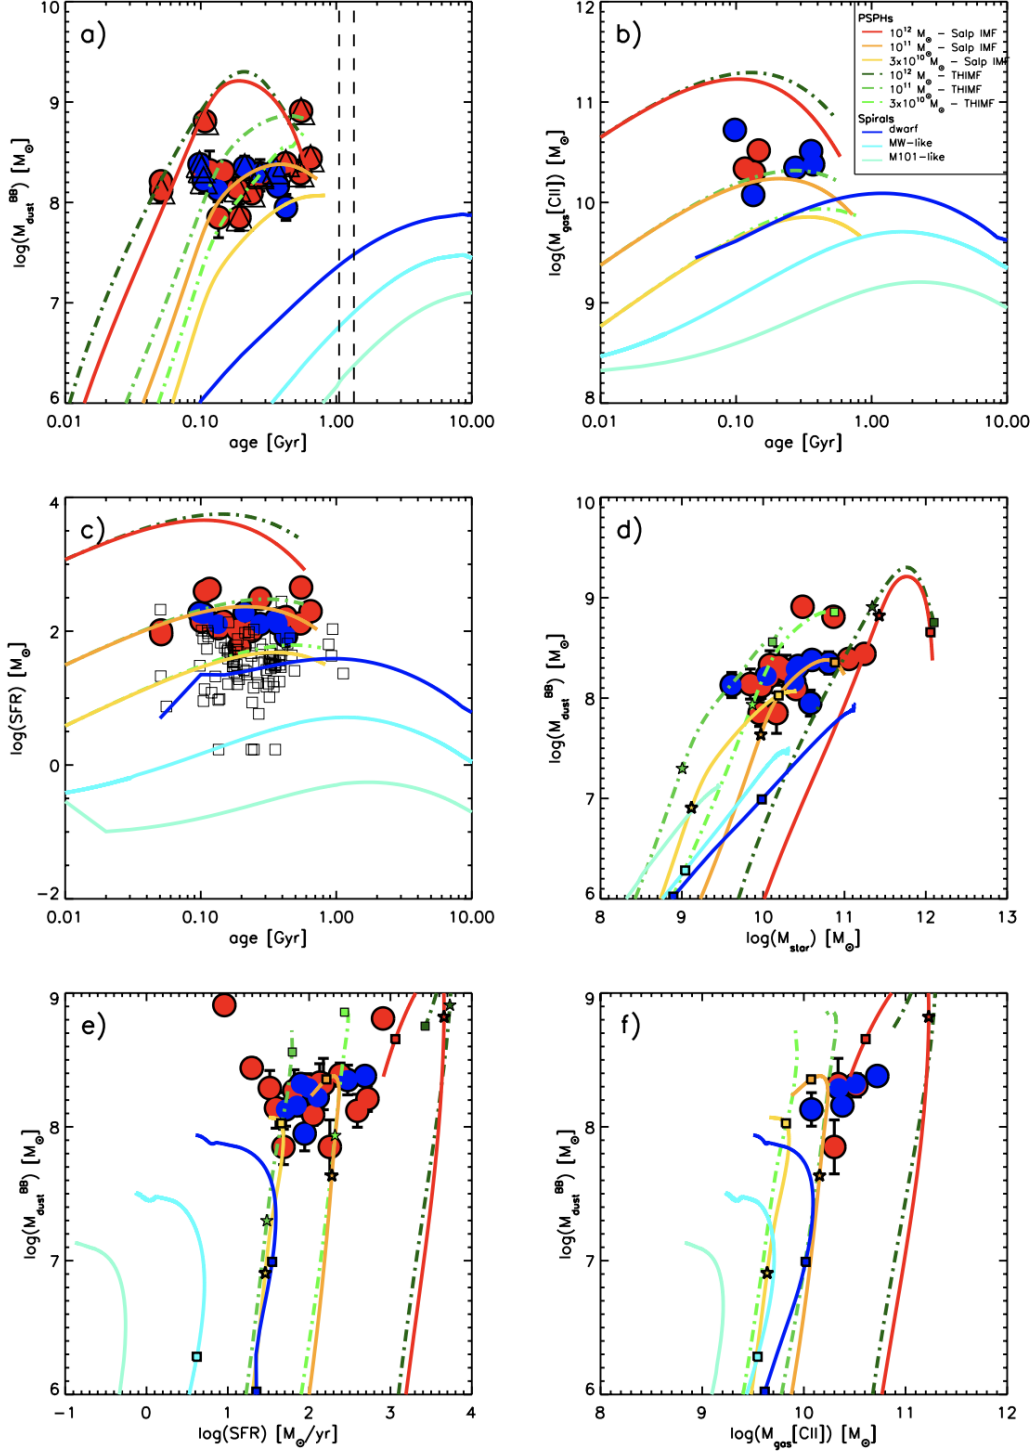 a)
log(M_dust^BB) [M_⊙]
10
9
8
7
6
0.01 0.10 1.00 10.00
age [Gyr]
b)
PSPHs
10^12 M_⊙ – Salp IMF
10^11 M_⊙ – Salp IMF
3x10^10 M_⊙ – Salp IMF
10^12 M_⊙ – THIMF
10^11 M_⊙ – THIMF
3x10^10 M_⊙ – THIMF
Spirals
dwarf
MW–like
M101–like
log(M_gas[CII]) [M_⊙]
12
11
10
9
8
0.01 0.10 1.00 10.00
age [Gyr]
c)
log(SFR) [M_⊙]
4
2
0
–2
0.01 0.10 1.00 10.00
age [Gyr]
d)
log(M_dust^BB) [M_⊙]
10
9
8
7
6
8 9 10 11 12 13
log(M_star) [M_⊙]
e)
log(M_dust^BB) [M_⊙]
9
8
7
6
–1 0 1 2 3 4
log(SFR) [M_⊙/yr]
f)
log(M_dust^BB) [M_⊙]
9
8
7
6
8 9 10 11 12
log(M_gas[CII]) [M_⊙]